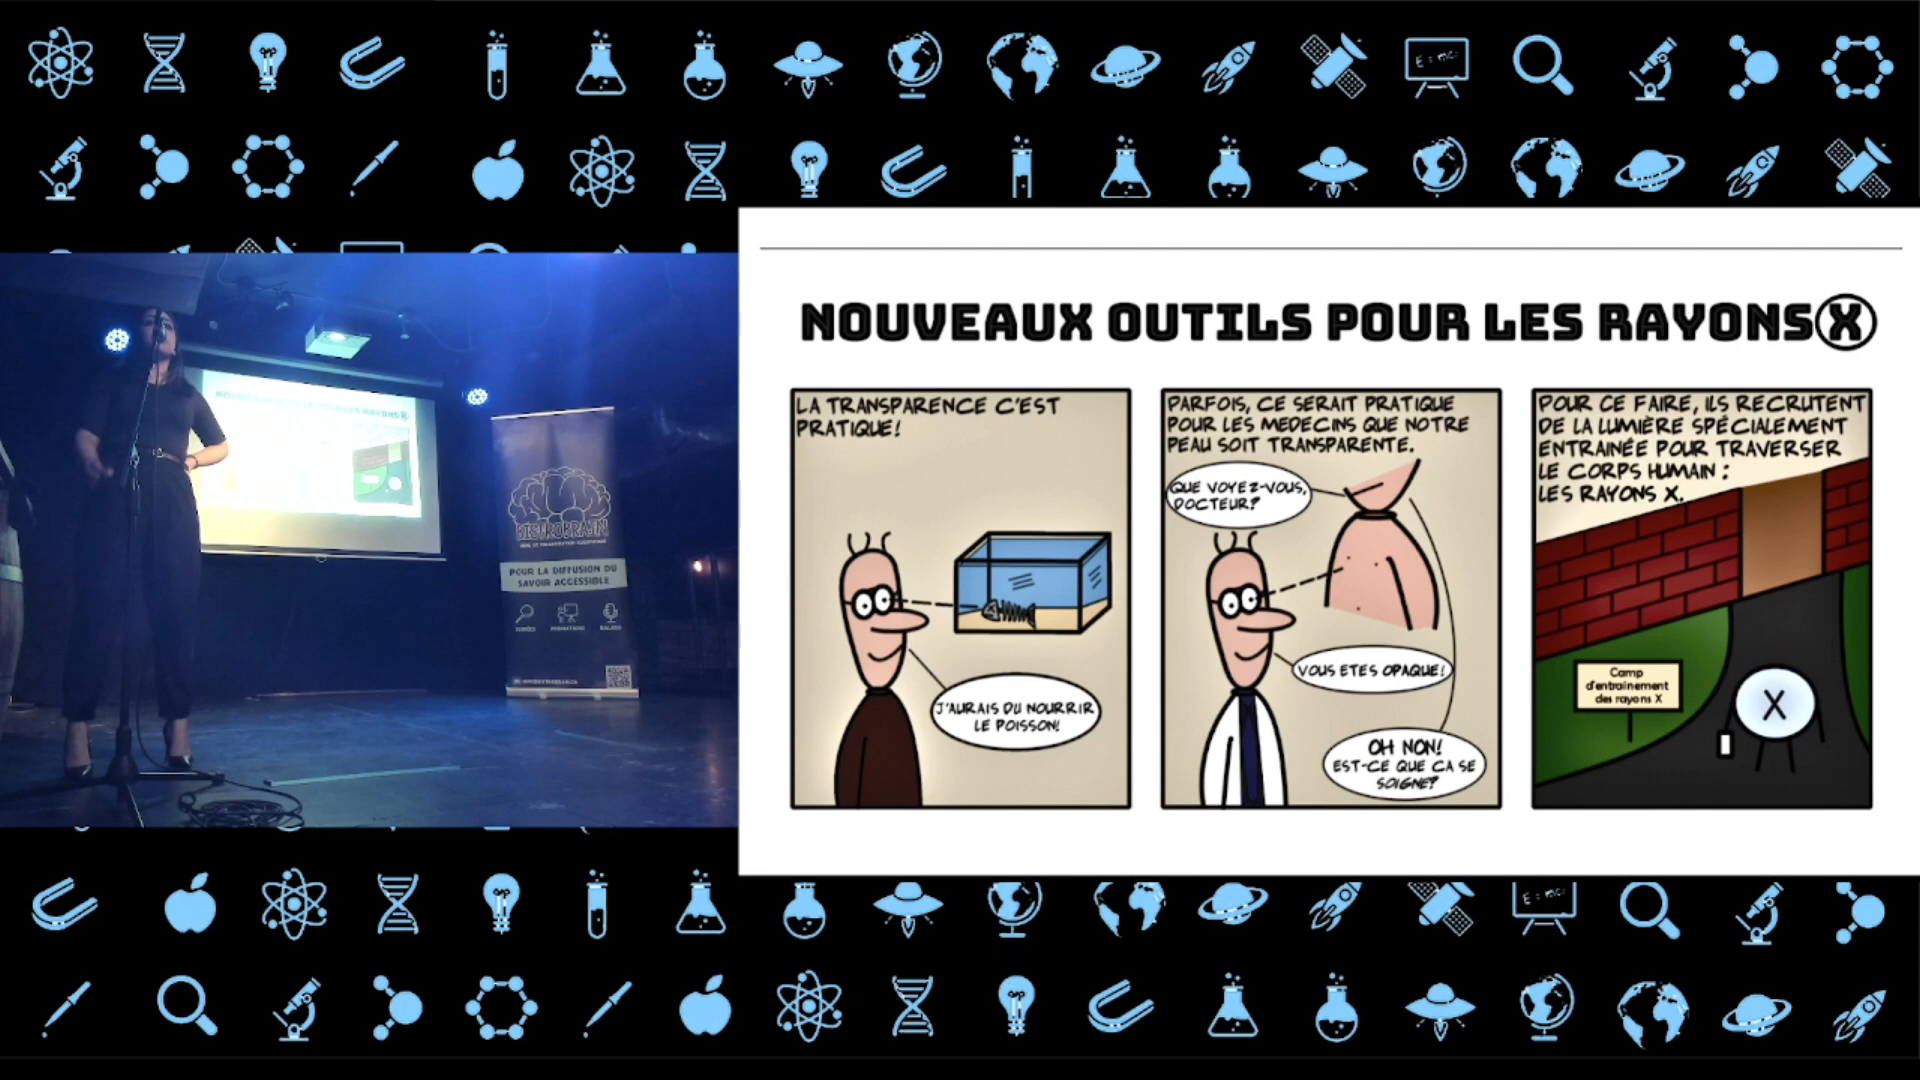 E = mc²
NOUVEAUX OUTILS POUR LES RAYONS X
LA TRANSPARENCE C'EST
PRATIQUE!
J'AURAIS DU NOURRIR
LE POISSON!
PARFOIS, CE SERAIT PRATIQUE
POUR LES MEDECINS QUE NOTRE
PEAU SOIT TRANSPARENTE.
QUE VOYEZ-VOUS,
DOCTEUR?
VOUS ETES OPAQUE!
OH NON!
EST-CE QUE CA SE
SOIGNE?
POUR CE FAIRE, ILS RECRUTENT
DE LA LUMIÈRE SPÉCIALEMENT
ENTRAINÉE POUR TRAVERSER
LE CORPS HUMAIN :
LES RAYONS X.
Camp
d'entrainement
des rayons X
X
BISTROBRAIN
POUR LA DIFFUSION DU
SAVOIR ACCESSIBLE